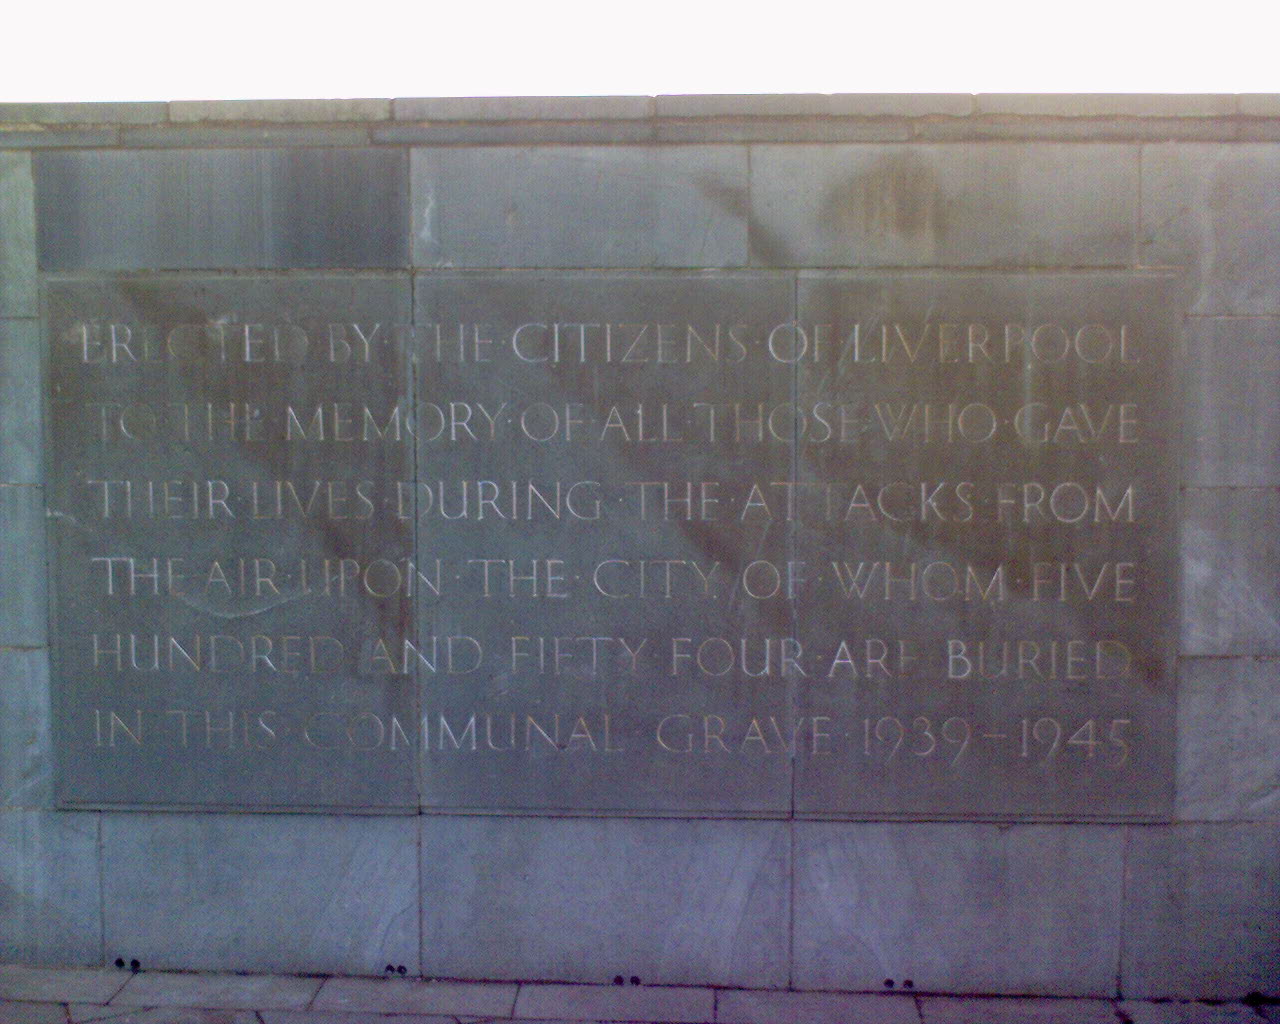 ERECTED·BY·THE·CITIZENS·OF LIVERPOOL
TO·THE·MEMORY·OF·ALL·THOSE·WHO·GAVE
THEIR·LIVES·DURING·THE·ATTACKS·FROM
THE·AIR·UPON·THE·CITY·OF·WHOM·FIVE
HUNDRED·AND·FIFTY·FOUR·ARE·BURIED
IN·THIS·COMMUNAL·GRAVE·1939–1945